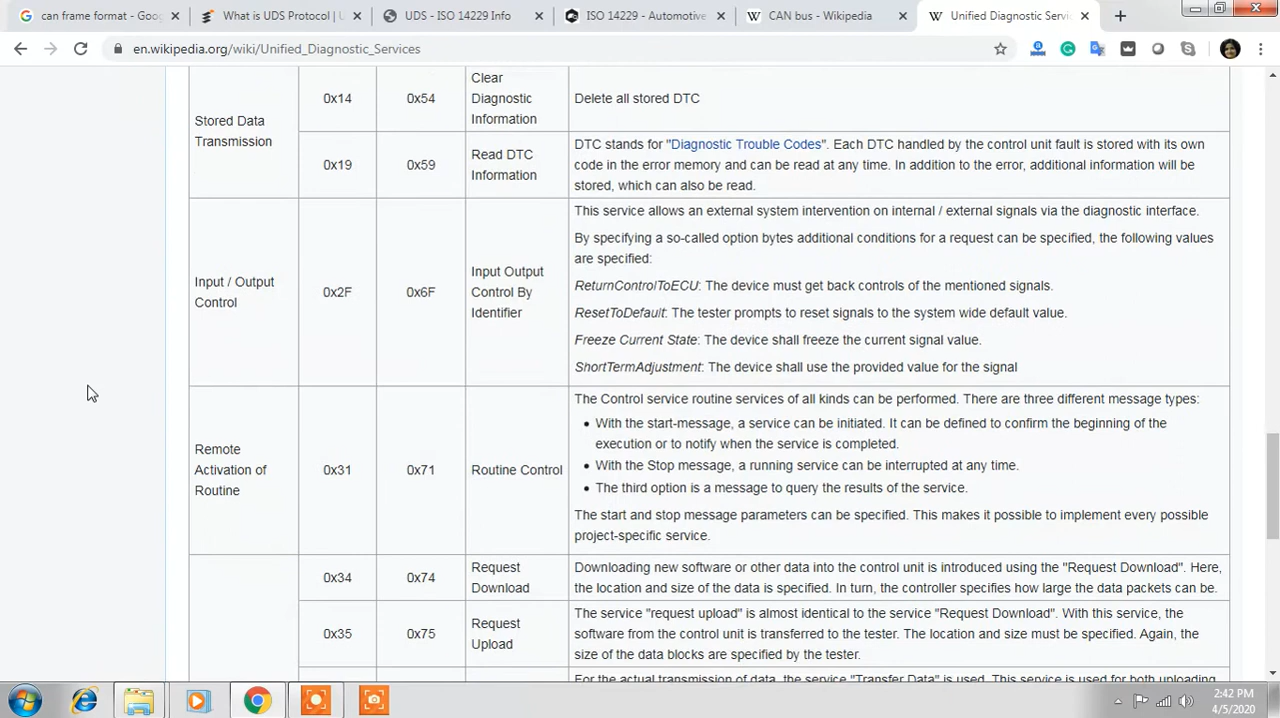 can frame format - Goo
What is UDS Protocol | U
UDS - ISO 14229 Info
ISO 14229 - Automotive
CAN bus - Wikipedia
Unified Diagnostic Servi
en.wikipedia.org/wiki/Unified_Diagnostic_Services
Stored Data
Transmission
0x14
0x54
Clear
Diagnostic
Information
Delete all stored DTC
0x19
0x59
Read DTC
Information
DTC stands for "Diagnostic Trouble Codes". Each DTC handled by the control unit fault is stored with its own
code in the error memory and can be read at any time. In addition to the error, additional information will be
stored, which can also be read.
Input / Output
Control
0x2F
0x6F
Input Output
Control By
Identifier
This service allows an external system intervention on internal / external signals via the diagnostic interface.
By specifying a so-called option bytes additional conditions for a request can be specified, the following values
are specified:
ReturnControlToECU: The device must get back controls of the mentioned signals.
ResetToDefault: The tester prompts to reset signals to the system wide default value.
Freeze Current State: The device shall freeze the current signal value.
ShortTermAdjustment: The device shall use the provided value for the signal
Remote
Activation of
Routine
0x31
0x71
Routine Control
The Control service routine services of all kinds can be performed. There are three different message types:
• With the start-message, a service can be initiated. It can be defined to confirm the beginning of the
execution or to notify when the service is completed.
• With the Stop message, a running service can be interrupted at any time.
• The third option is a message to query the results of the service.
The start and stop message parameters can be specified. This makes it possible to implement every possible
project-specific service.
0x34
0x74
Request
Download
Downloading new software or other data into the control unit is introduced using the "Request Download". Here,
the location and size of the data is specified. In turn, the controller specifies how large the data packets can be.
0x35
0x75
Request
Upload
The service "request upload" is almost identical to the service "Request Download". With this service, the
software from the control unit is transferred to the tester. The location and size must be specified. Again, the
size of the data blocks are specified by the tester.
For the actual transmission of data, the service "Transfer Data" is used. This service is used for both uploading
2:42 PM
4/5/2020